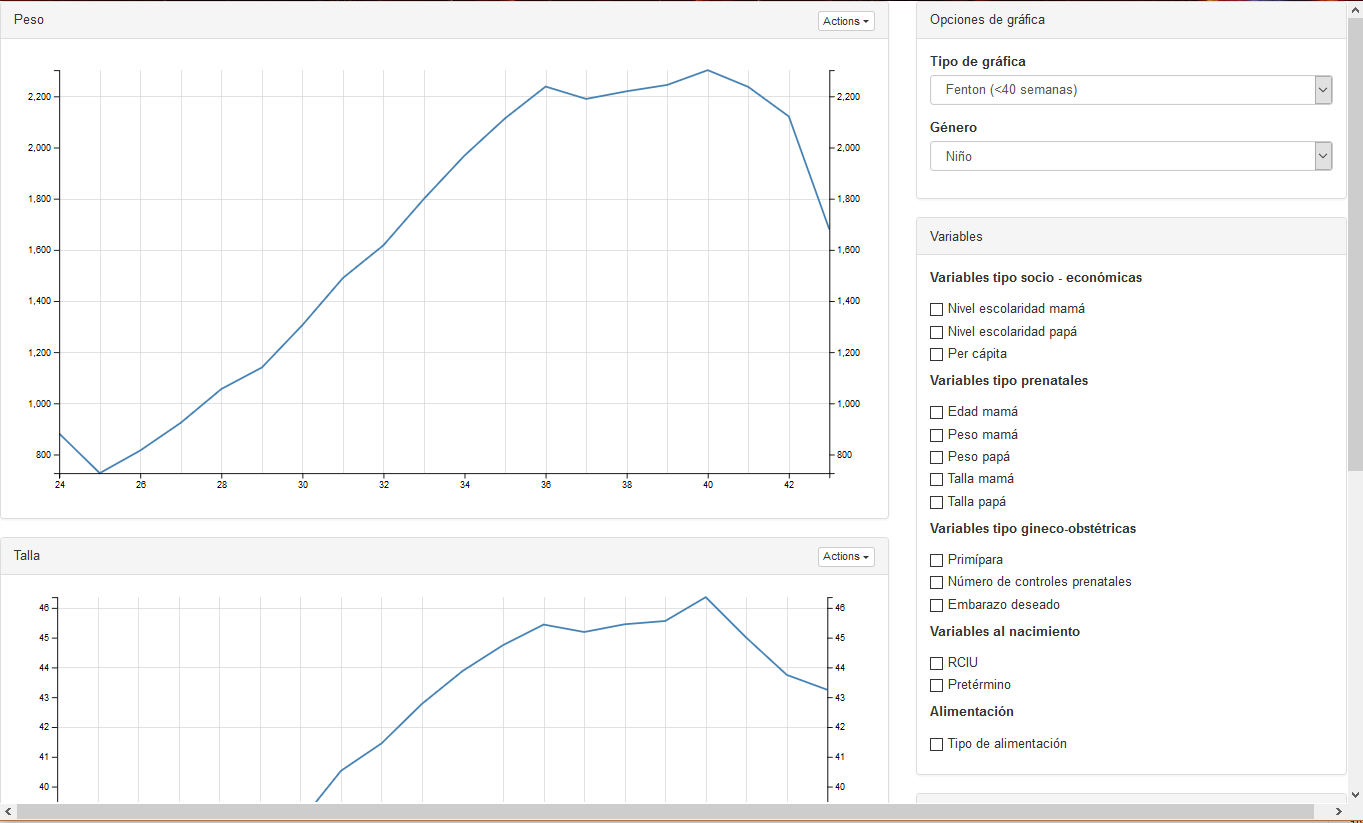 Peso
Actions
2,200
2,000
1,800
1,600
1,400
1,200
1,000
800
2,200
2,000
1,800
1,600
1,400
1,200
1,000
800
24 26 28 30 32 34 36 38 40 42
Talla
Actions
46
45
44
43
42
41
40
46
45
44
43
42
41
40
Opciones de gráfica
Tipo de gráfica
Fenton (<40 semanas)
Género
Niño
Variables
Variables tipo socio - económicas
Nivel escolaridad mamá
Nivel escolaridad papá
Per cápita
Variables tipo prenatales
Edad mamá
Peso mamá
Peso papá
Talla mamá
Talla papá
Variables tipo gineco-obstétricas
Primípara
Número de controles prenatales
Embarazo deseado
Variables al nacimiento
RCIU
Pretérmino
Alimentación
Tipo de alimentación